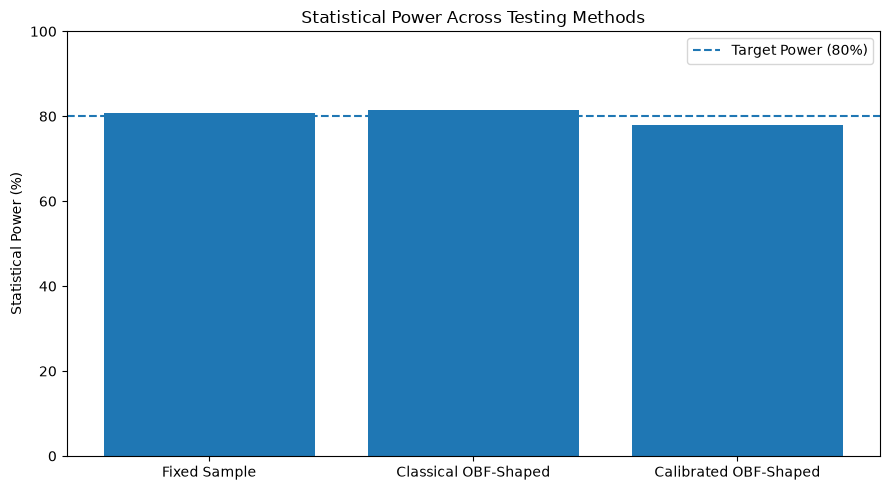 Statistical Power Across Testing Methods
Target Power (80%)
Statistical Power (%)
100
80
60
40
20
0
Fixed Sample
Classical OBF-Shaped
Calibrated OBF-Shaped